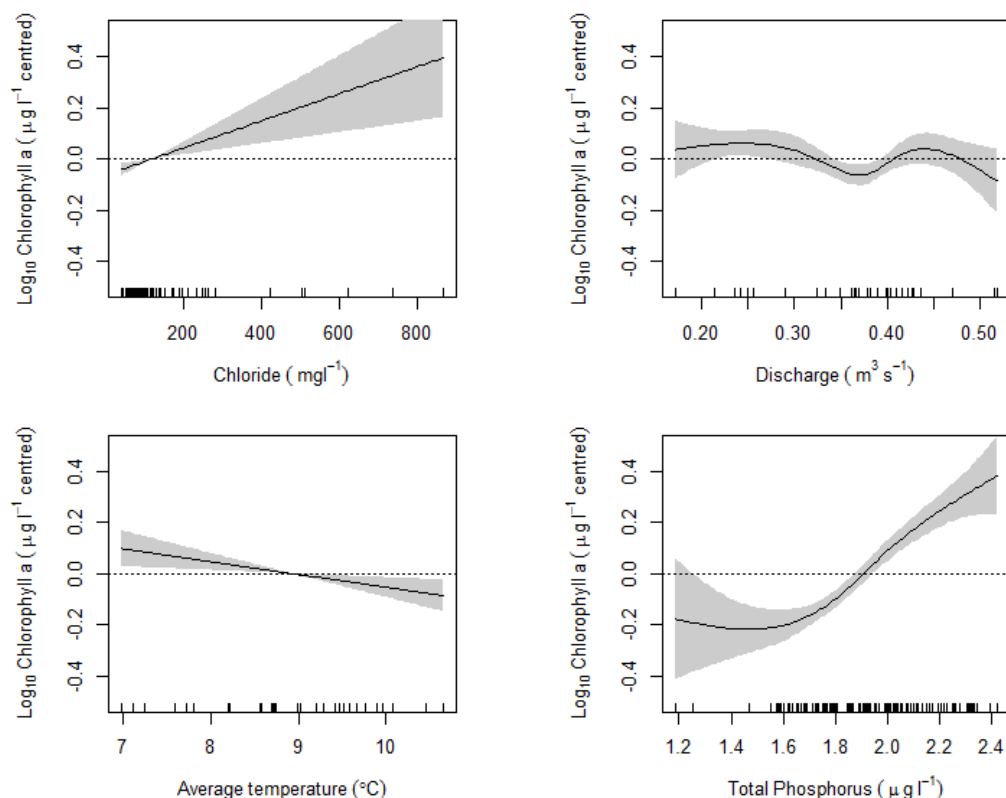 Log₁₀ Chlorophyll a ( μ g l⁻¹ centred)
0.4
0.2
0.0
-0.2
-0.4
200 400 600 800
Chloride ( mgl⁻¹)
Log₁₀ Chlorophyll a ( μ g l⁻¹ centred)
0.4
0.2
0.0
-0.2
-0.4
0.20 0.30 0.40 0.50
Discharge ( m³ s⁻¹)
Log₁₀ Chlorophyll a ( μ g l⁻¹ centred)
0.4
0.2
0.0
-0.2
-0.4
7 8 9 10
Average temperature (°C)
Log₁₀ Chlorophyll a ( μ g l⁻¹ centred)
0.4
0.2
0.0
-0.2
-0.4
1.2 1.4 1.6 1.8 2.0 2.2 2.4
Total Phosphorus ( μ g l⁻¹)